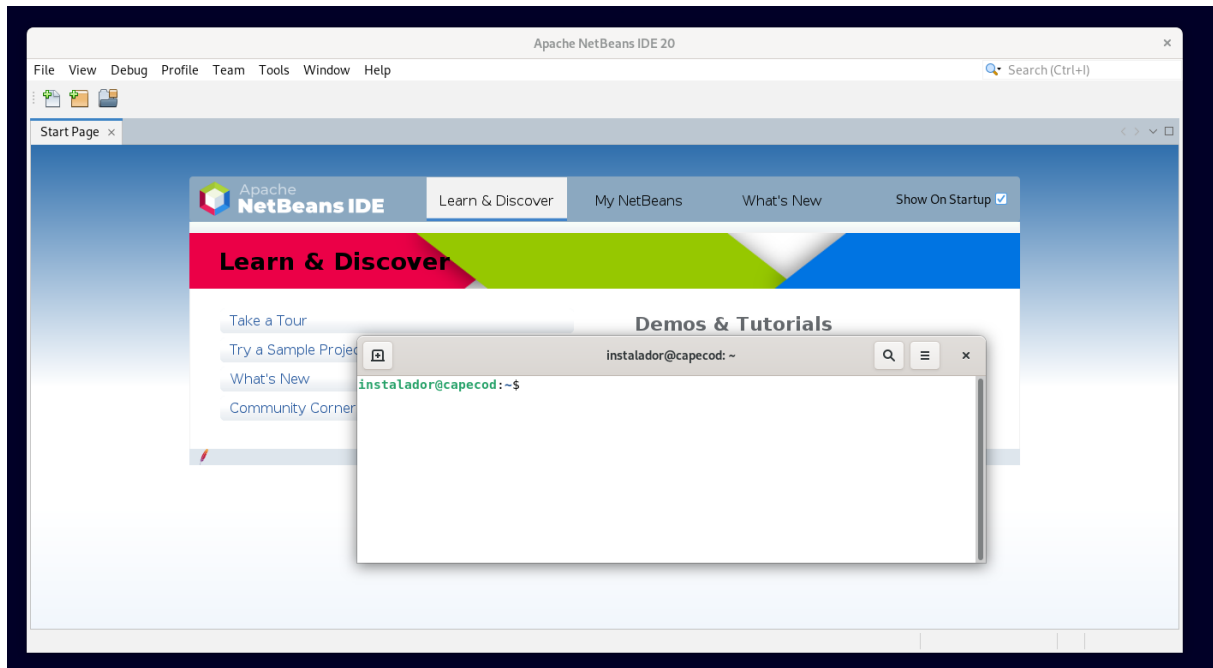 Apache NetBeans IDE 20
File View Debug Profile Team Tools Window Help
Search (Ctrl+I)
Start Page
Apache
NetBeans IDE
Learn & Discover
My NetBeans
What's New
Show On Startup
Learn & Discover
Take a Tour
Try a Sample Projec
What's New
Community Corner
Demos & Tutorials
instalador@capecod: ~
instalador@capecod:~$